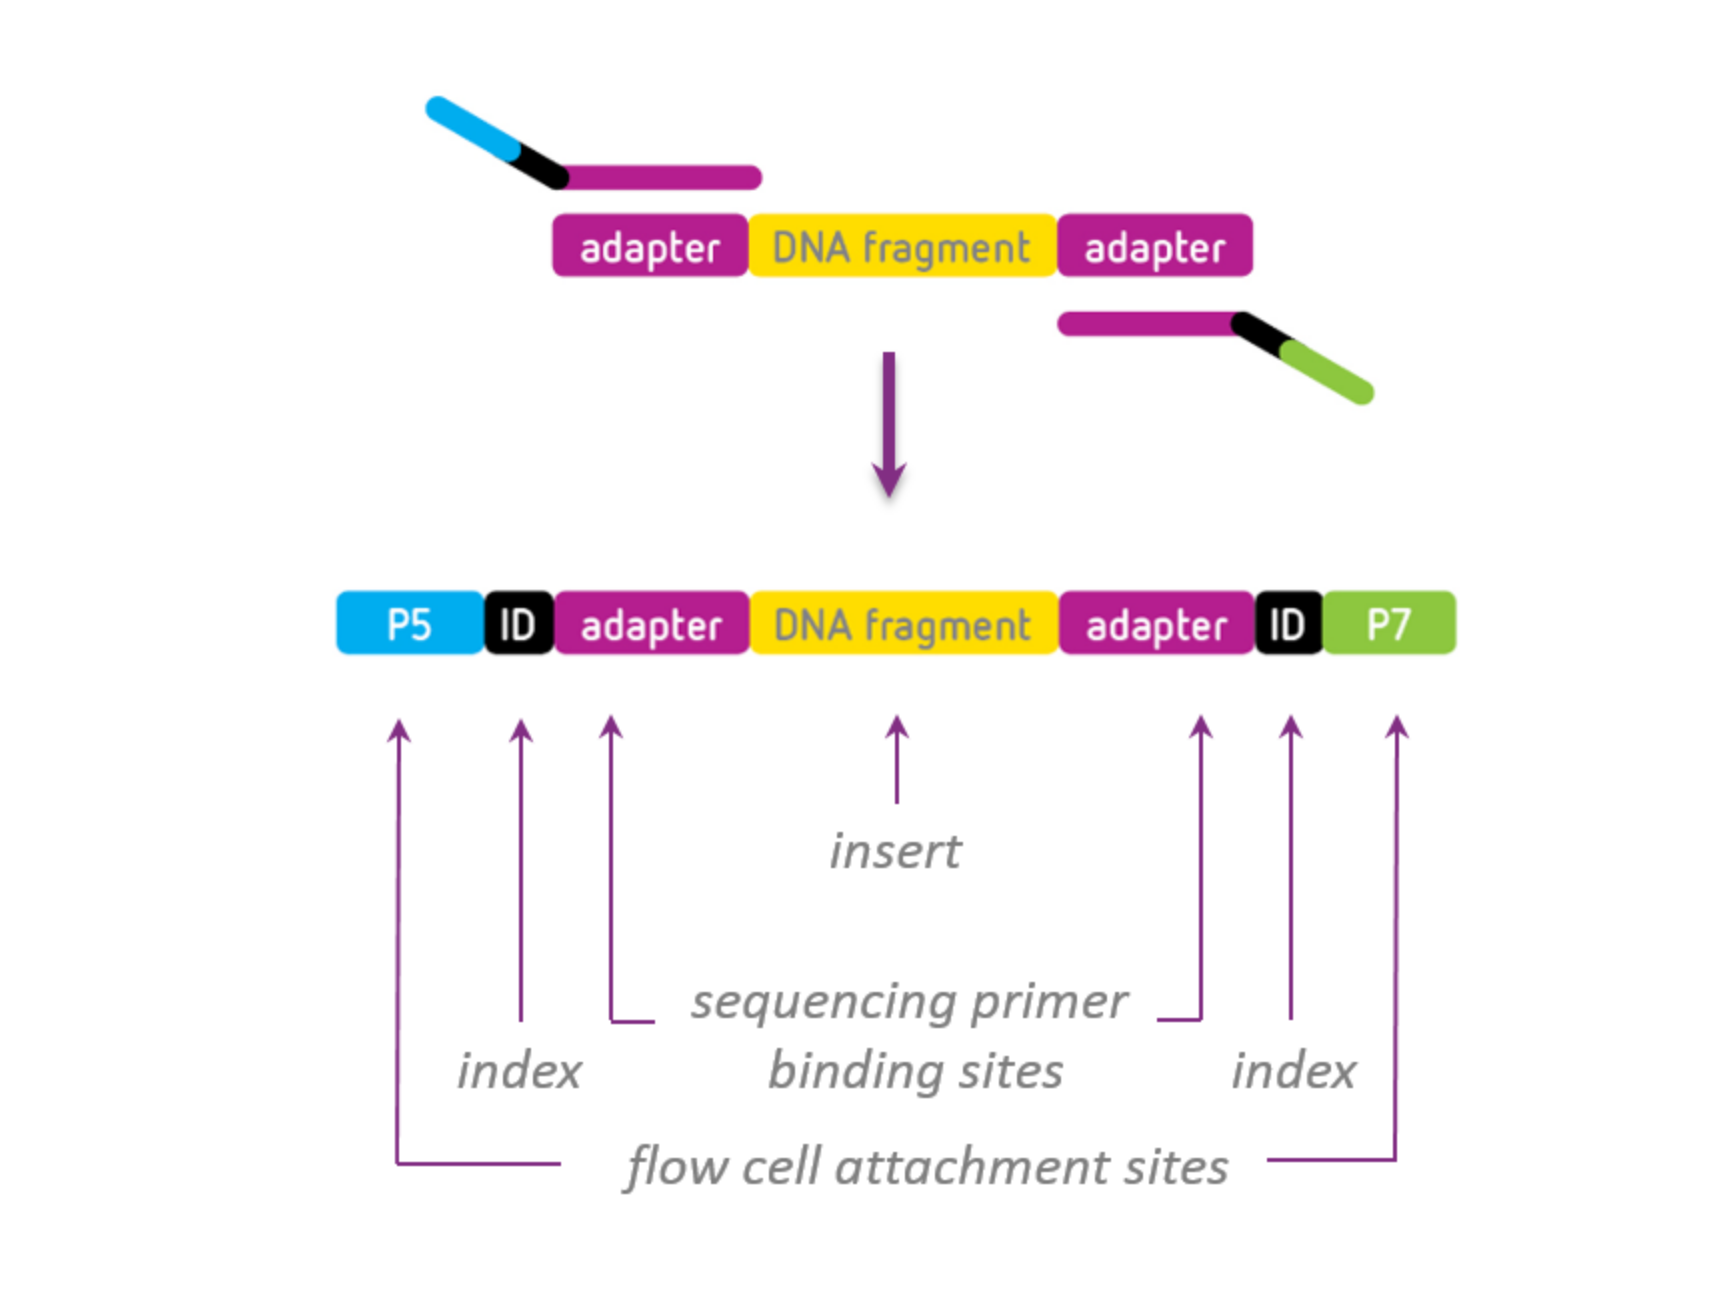 adapter DNA fragment adapter
P5 ID adapter DNA fragment adapter ID P7
insert
sequencing primer
index binding sites index
flow cell attachment sites